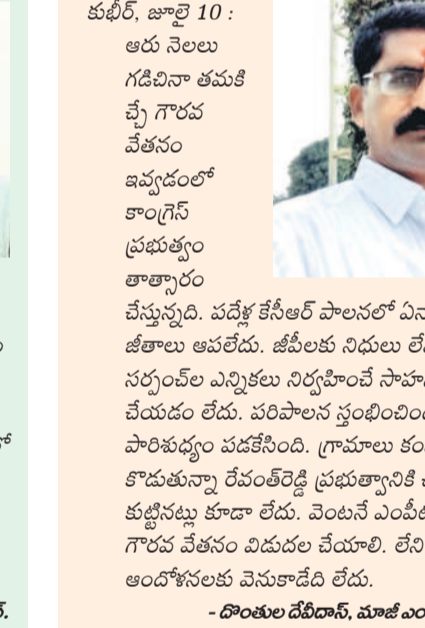 కుభీర్, జూలై 10 :
ఆరు నెలలు
గడిచినా తమకి
చ్చే గౌరవ
వేతనం
ఇవ్వడంలో
కాంగ్రెస్
ప్రభుత్వం
తాత్సారం
చేస్తున్నది. పదేళ్ల కేసీఆర్ పాలనలో
జీతాలు ఆపలేదు. జీపీలకు నిధులు
సర్పంచ్‌ల ఎన్నికలు నిర్వహించే
చేయడం లేదు. పరిపాలన
పారిశుధ్యం పడకేసింది. గ్రామాలు
కొడుతున్నా రేవంత్‌రెడ్డి ప్రభుత్వానికి
కుట్టినట్లు కూడా లేదు. వెంటనే
గౌరవ వేతనం విడుదల చేయాలి.
ఆందోళనలకు వెనుకాడేది లేదు.
- దొంతుల దేవీదాస్, మాజీ